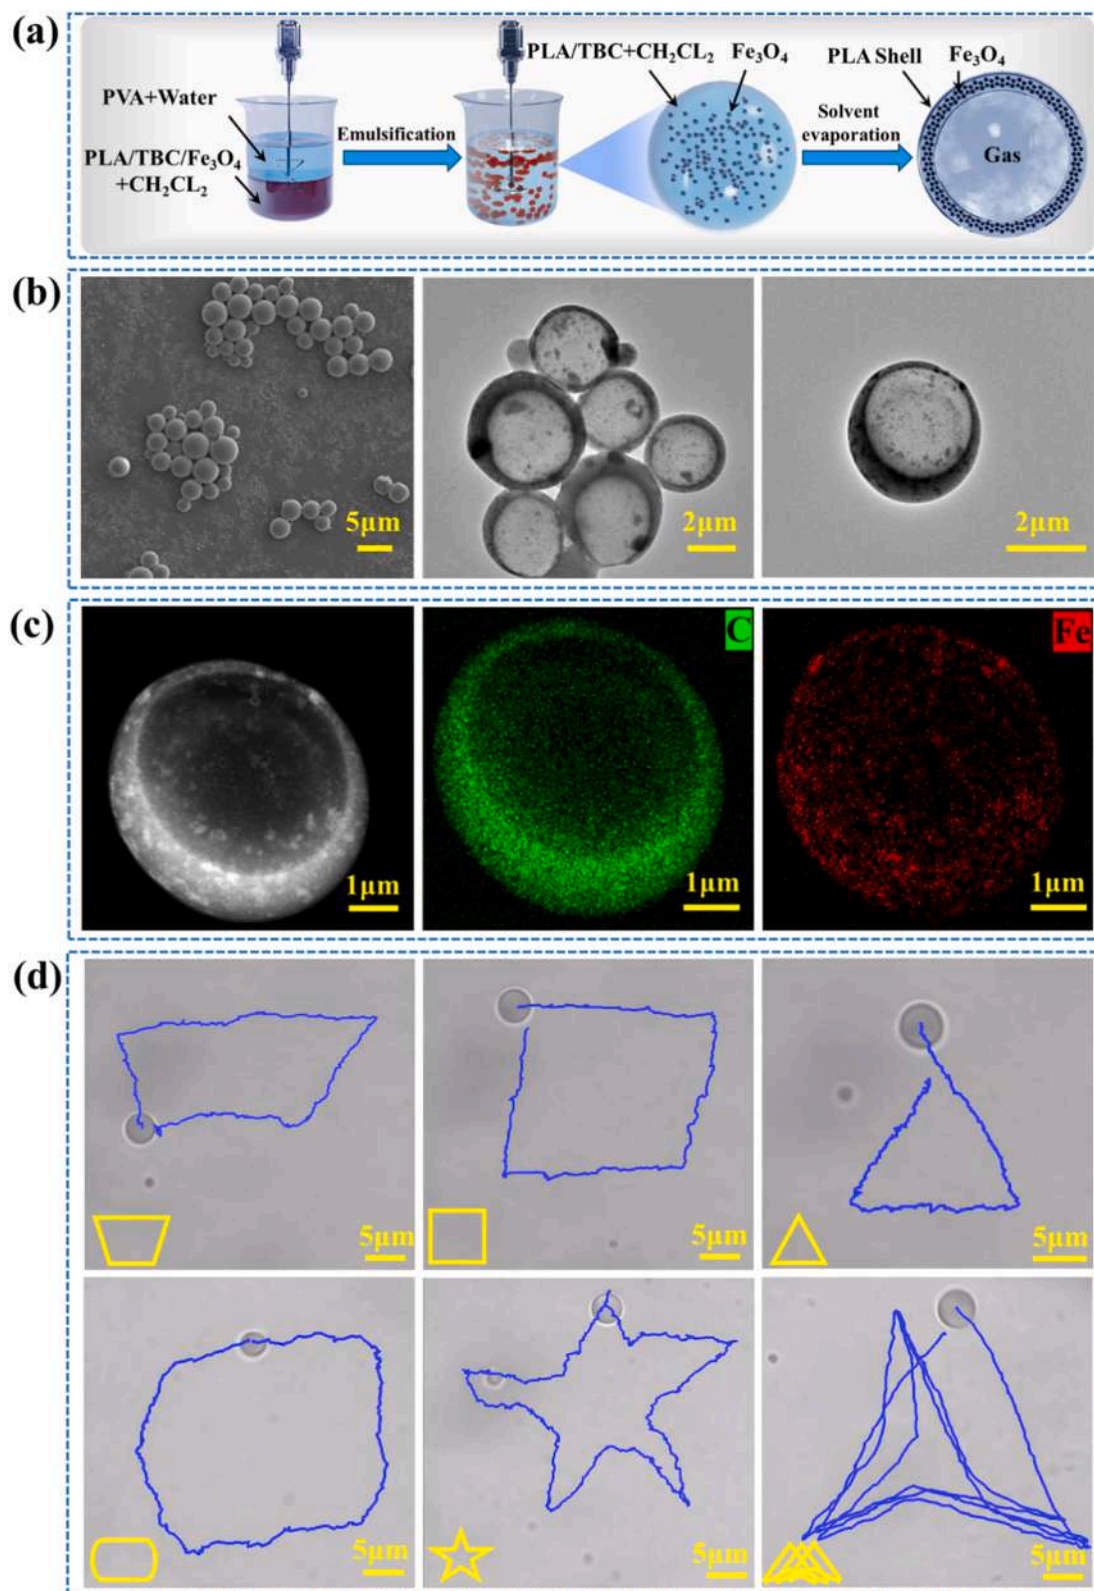 (a)
PVA+Water
PLA/TBC/Fe₃O₄
+CH₂CL₂
Emulsification
PLA/TBC+CH₂CL₂
Fe₃O₄
Solvent
evaporation
PLA Shell
Fe₃O₄
Gas
(b)
5μm
2μm
2μm
(c)
1μm
C
1μm
Fe
1μm
(d)
5μm
5μm
5μm
5μm
5μm
5μm